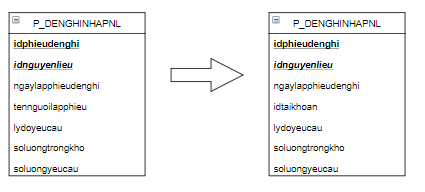 P_DENGHINHAPNL
idphieudenghi
idnguyenlieu
ngaylapphieudenghi
tennguoilapphieu
lydoyeucau
soluongtrongkho
soluongyeucau
P_DENGHINHAPNL
idphieudenghi
idnguyenlieu
ngaylapphieudenghi
idtaikhoan
lydoyeucau
soluongtrongkho
soluongyeucau